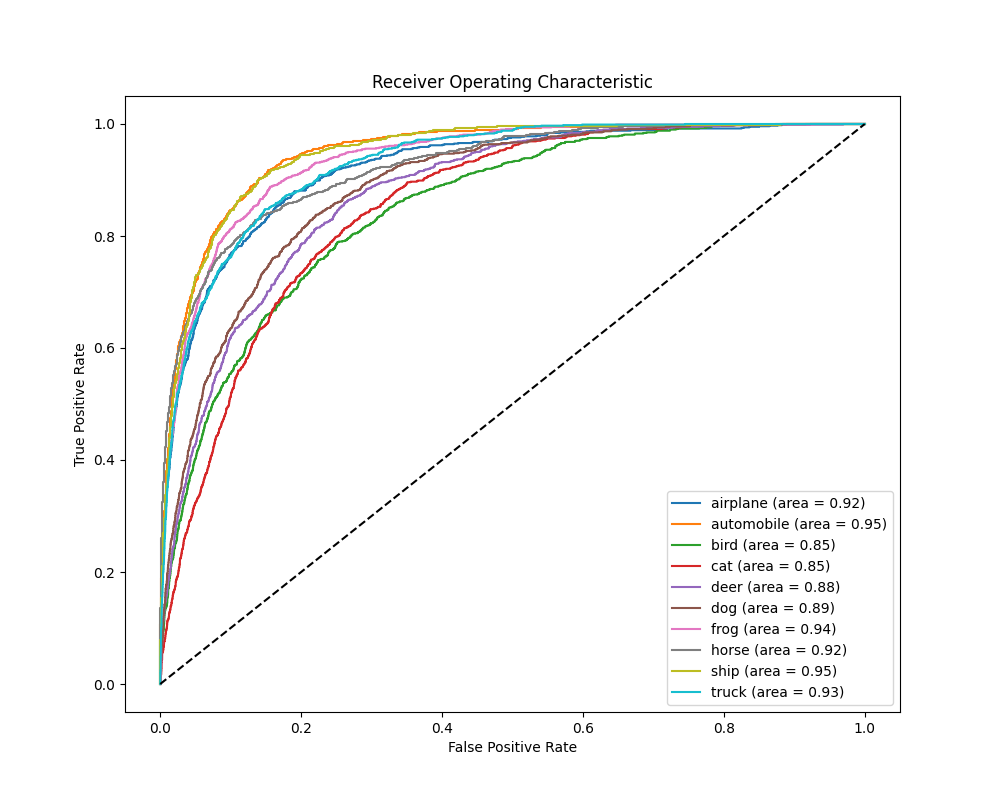 Receiver Operating Characteristic
1.0
0.8
0.6
0.4
0.2
0.0
True Positive Rate
airplane (area = 0.92)
automobile (area = 0.95)
bird (area = 0.85)
cat (area = 0.85)
deer (area = 0.88)
dog (area = 0.89)
frog (area = 0.94)
horse (area = 0.92)
ship (area = 0.95)
truck (area = 0.93)
0.0 0.2 0.4 0.6 0.8 1.0
False Positive Rate